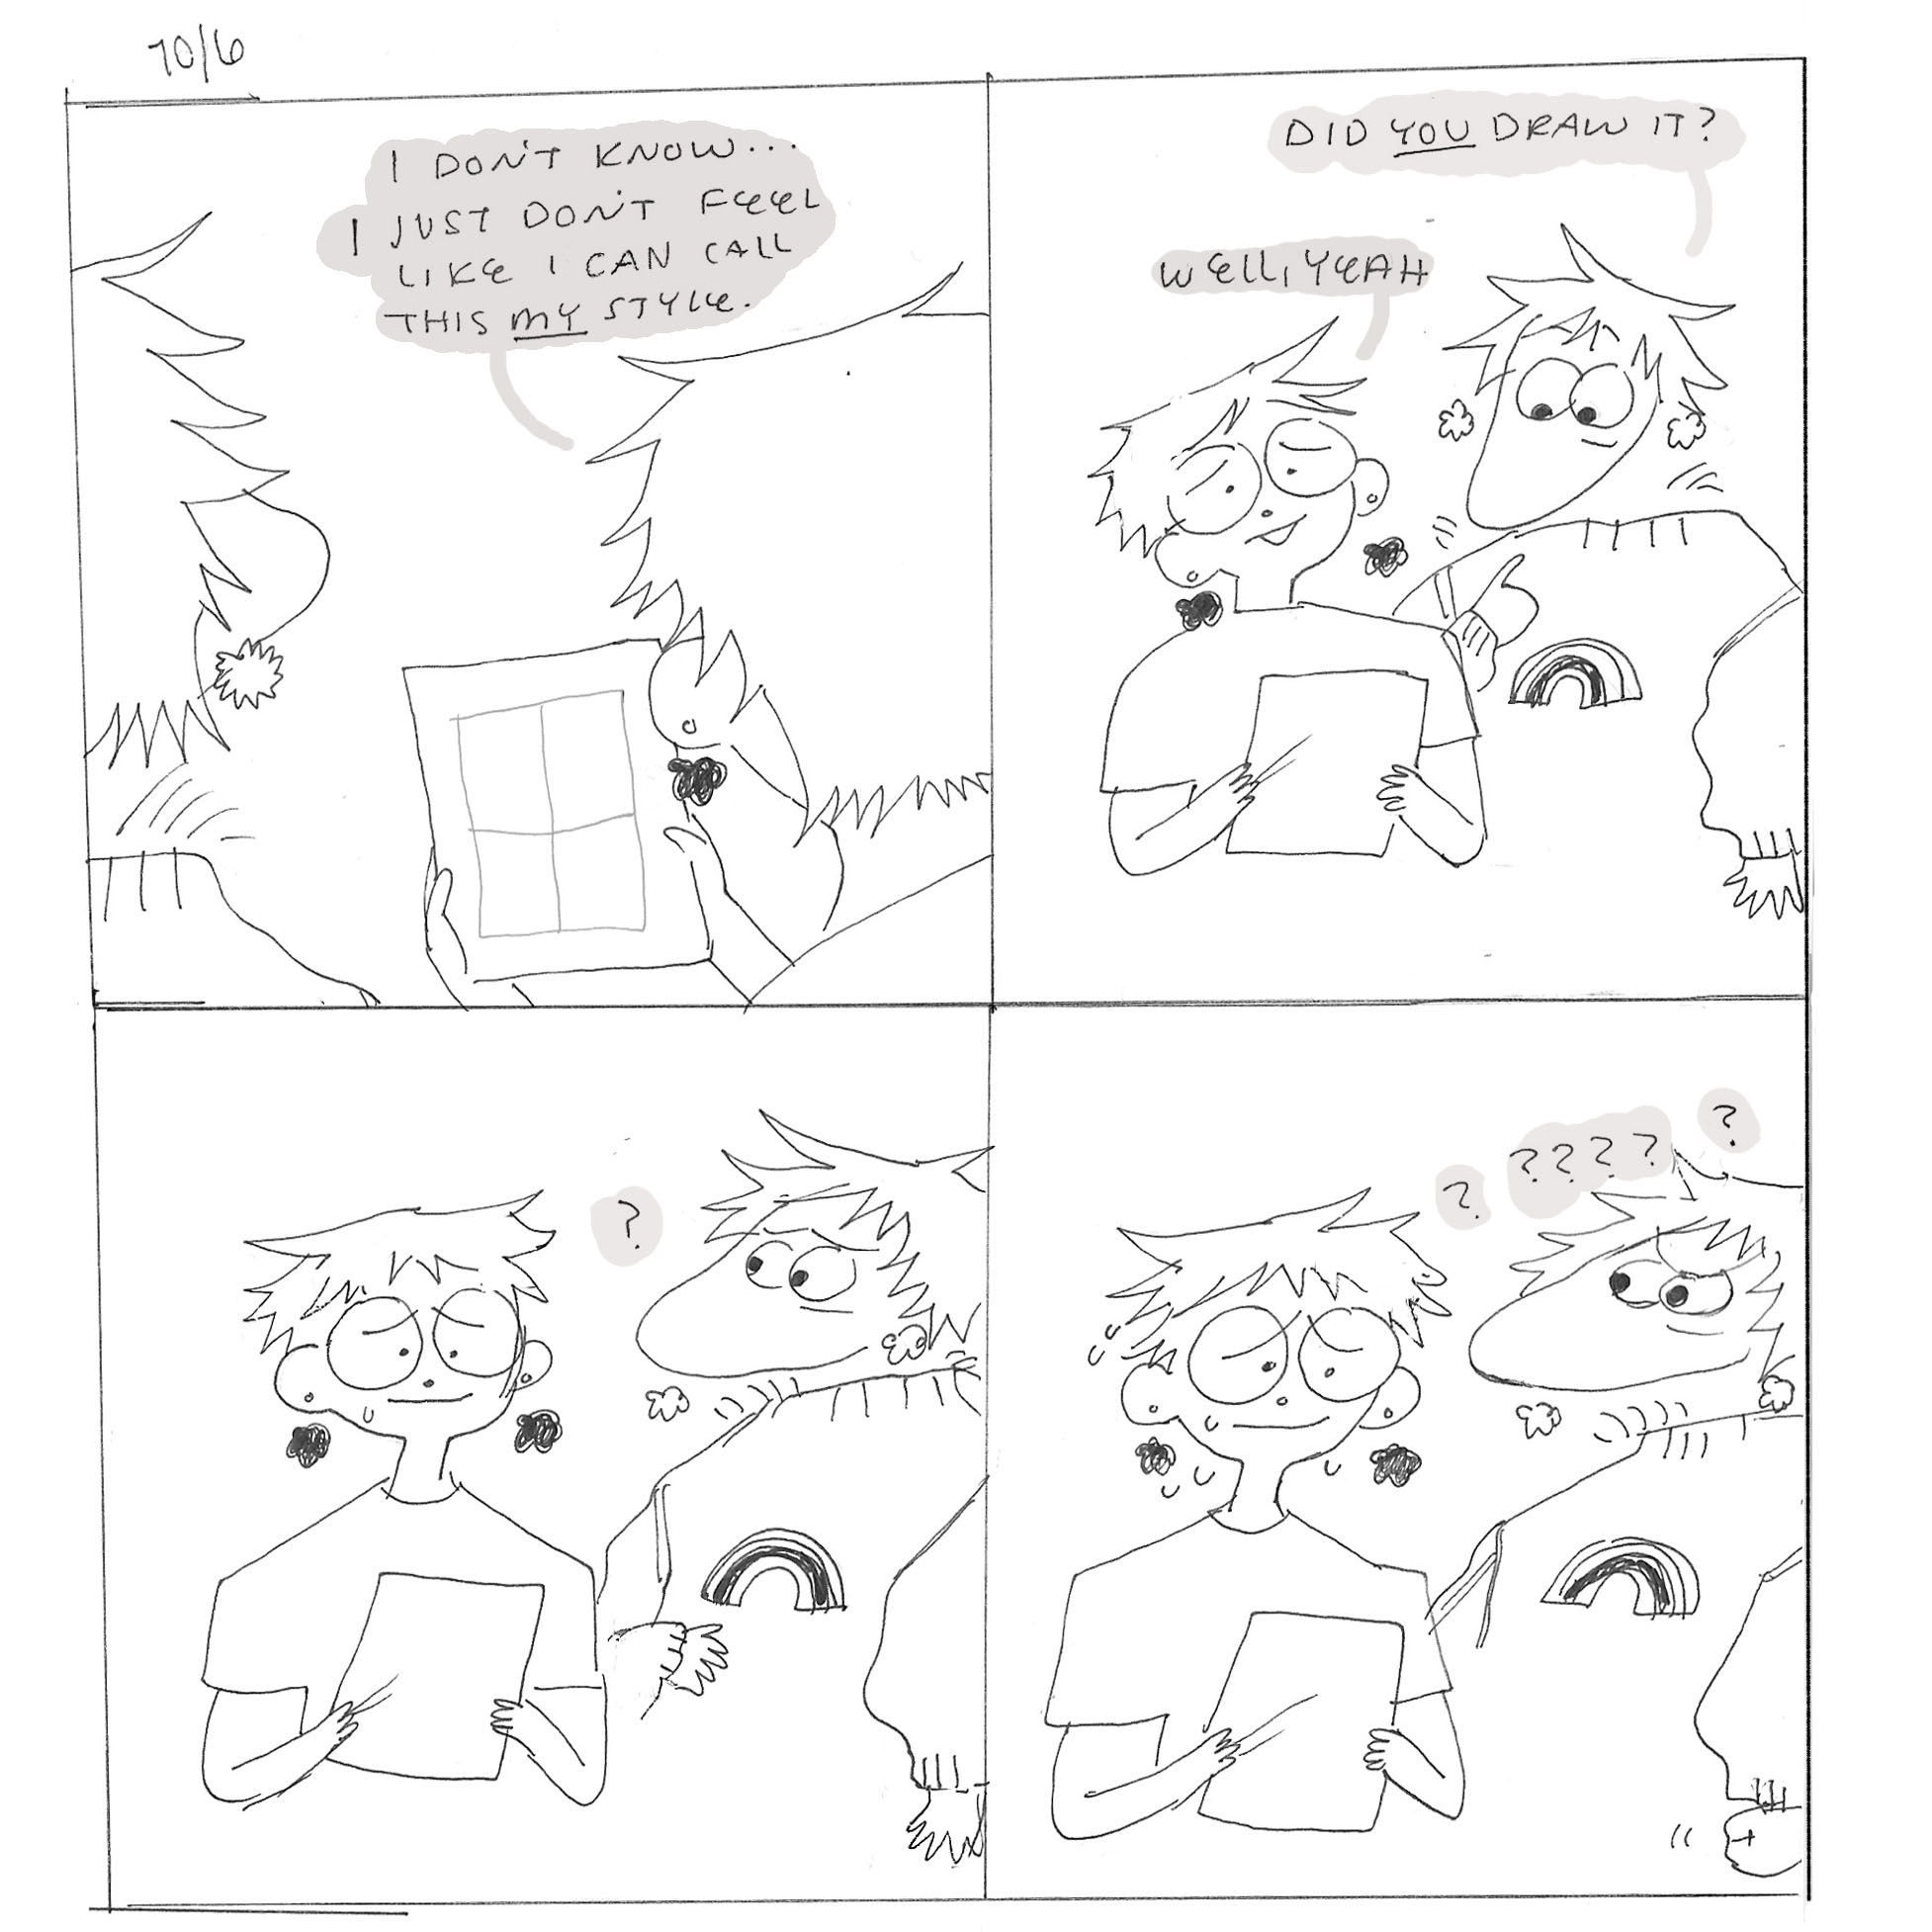 10/6
I DON'T KNOW...
I JUST DON'T FEEL
LIKE I CAN CALL
THIS MY STYLE.
DID YOU DRAW IT?
WELL, YEAH
?
?
????
?